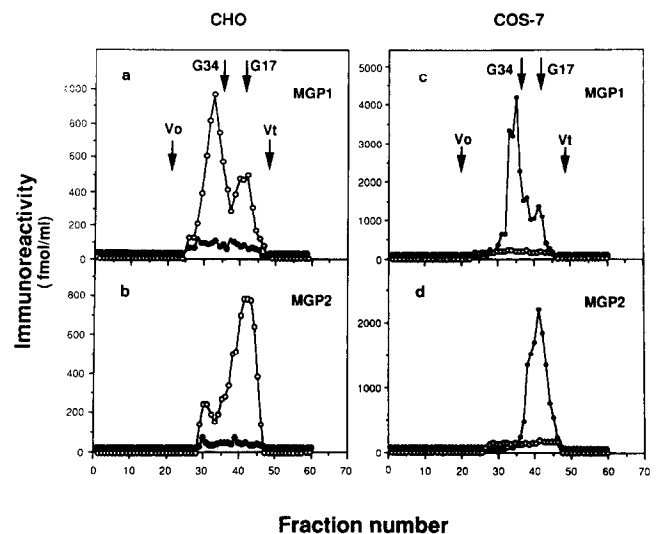 CHO
COS-7
a
G34
G17
MGP1
Vo
Vt
800
600
400
200
0
c
G34
G17
MGP1
Vo
Vt
5000
4000
3000
2000
1000
0
b
MGP2
800
600
400
200
0
0 10 20 30 40 50 60 70
d
MGP2
2000
1000
0
0 10 20 30 40 50 60 70
Immunoreactivity
(fmol/ml)
Fraction number